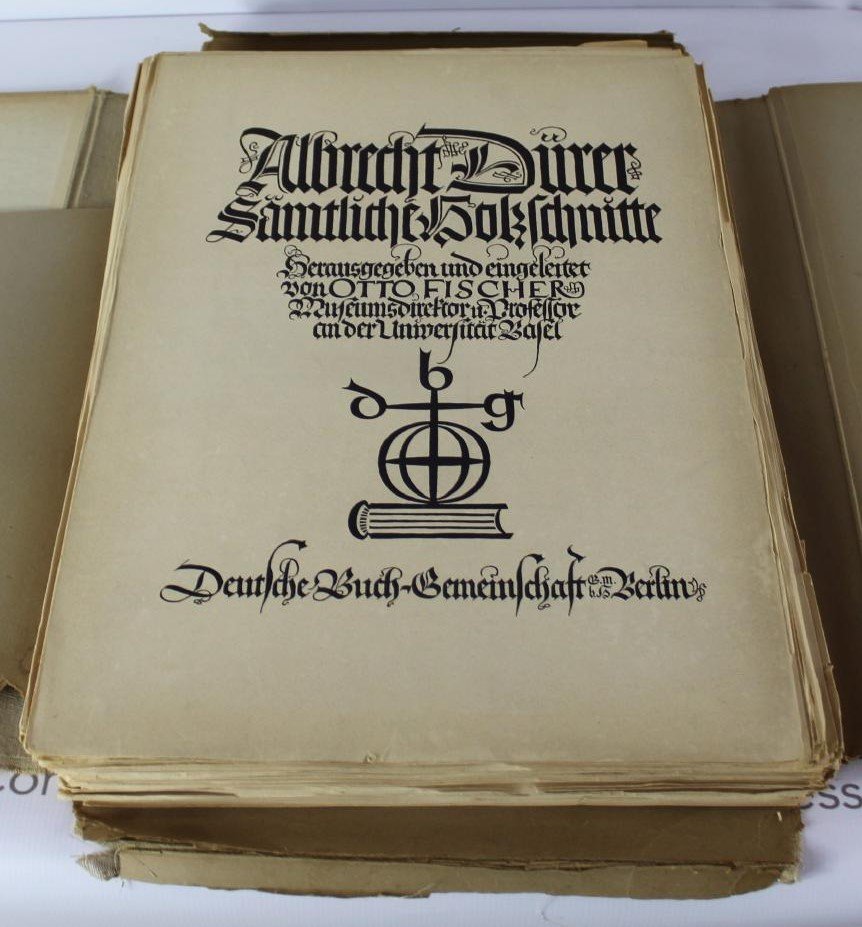 Albrecht Dürer
Sämtliche Holzschnitte
Herausgegeben und eingeleitet
von OTTO FISCHER
Museumsdirektor u. Professor
an der Universität Basel
d b g
Deutsche Buch-Gemeinschaft G.m.b.H. Berlin